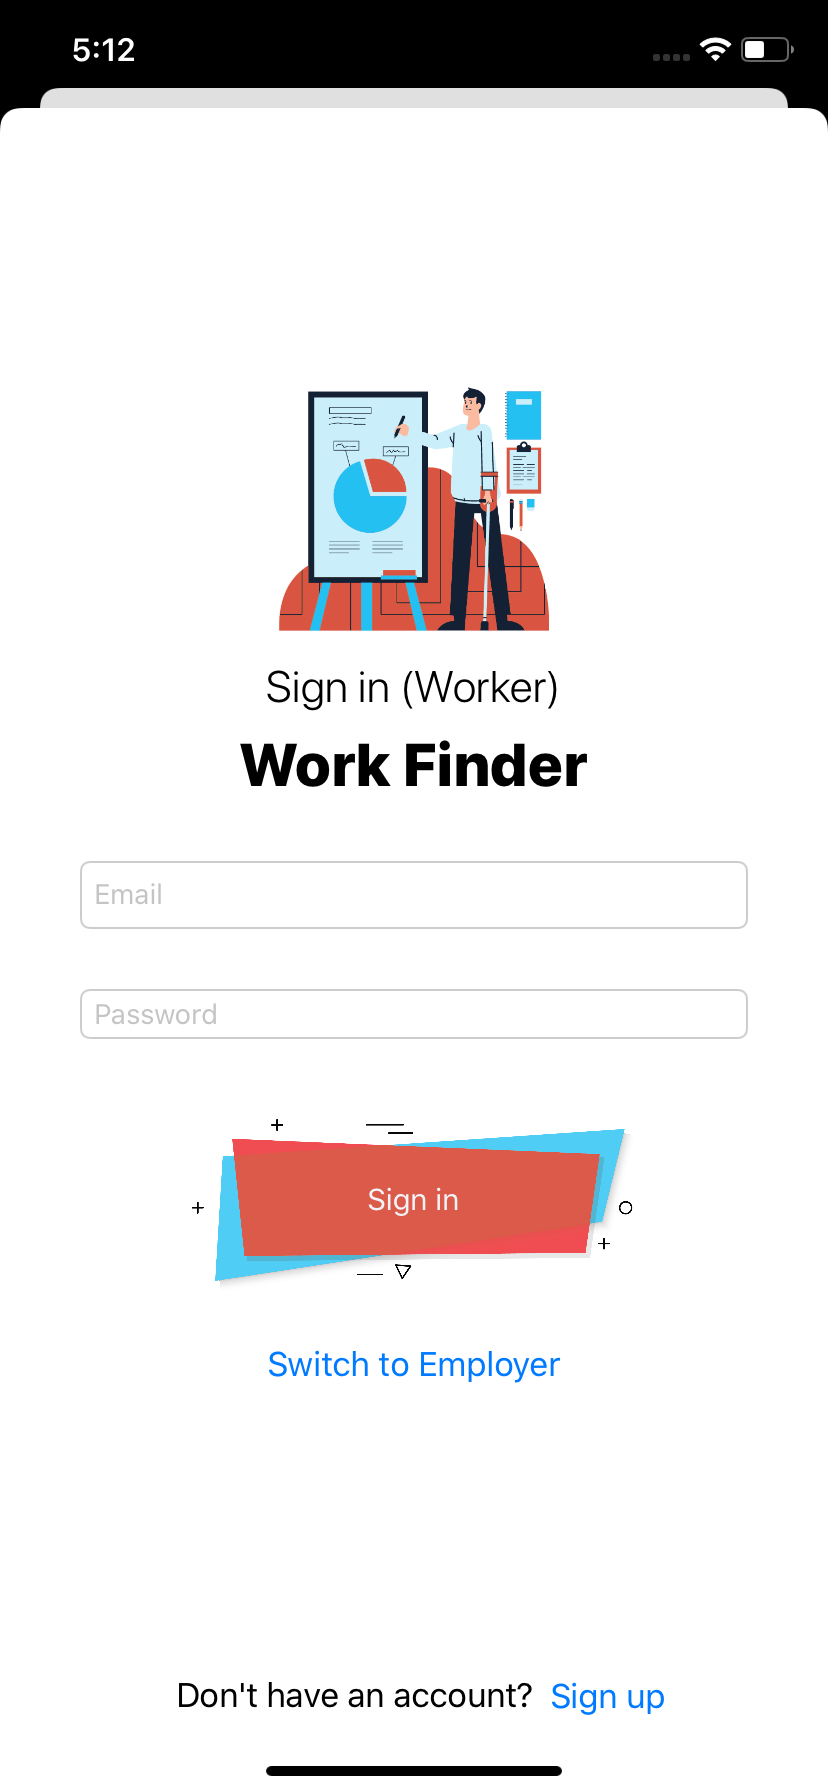 5:12
Sign in (Worker)
Work Finder
Email
Password
Sign in
Switch to Employer
Don't have an account? Sign up